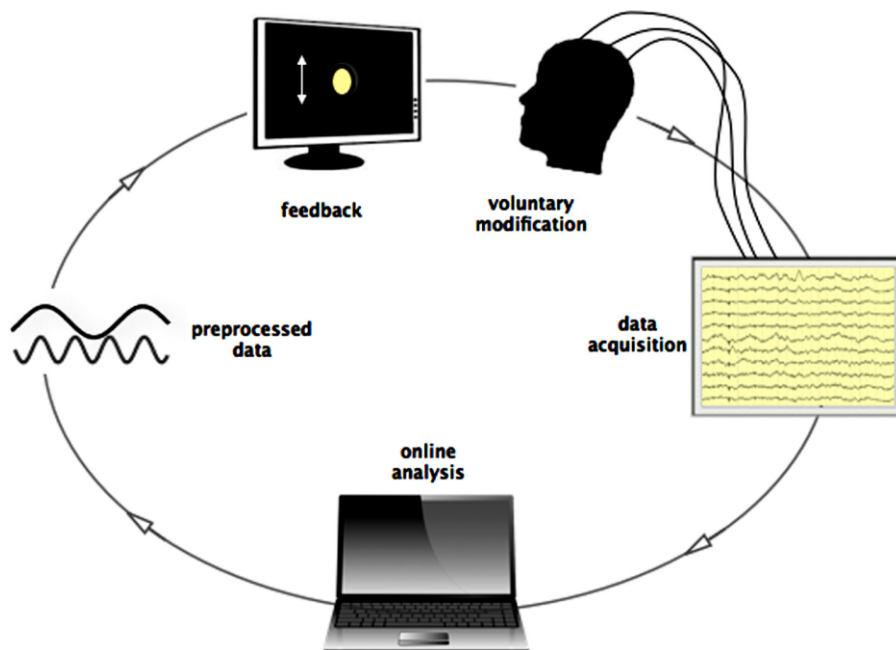 feedback
voluntary
modification
preprocessed
data
data
acquisition
online
analysis